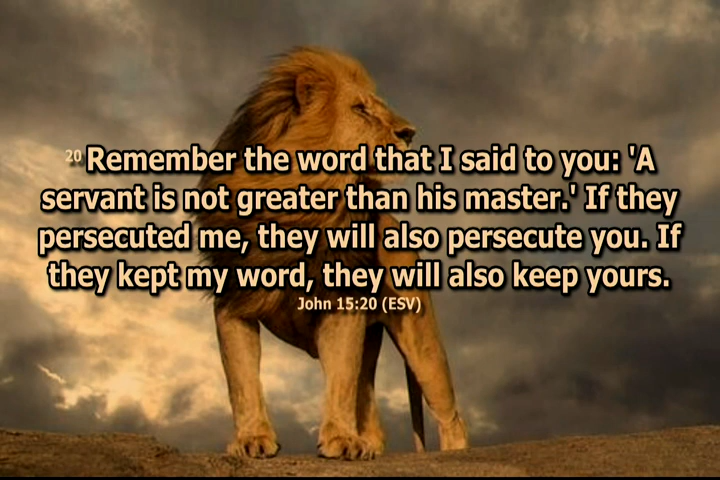 20 Remember the word that I said to you: 'A
servant is not greater than his master.' If they
persecuted me, they will also persecute you. If
they kept my word, they will also keep yours.
John 15:20 (ESV)